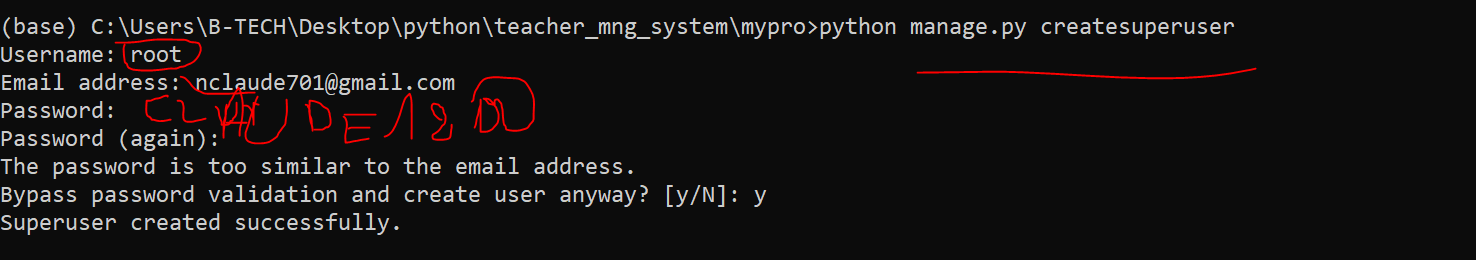 (base) C:\Users\B-TECH\Desktop\python\teacher_mng_system\mypro>python manage.py createsuperuser
Username: root
Email address: nclaude701@gmail.com
Password:
Password (again):
The password is too similar to the email address.
Bypass password validation and create user anyway? [y/N]: y
Superuser created successfully.